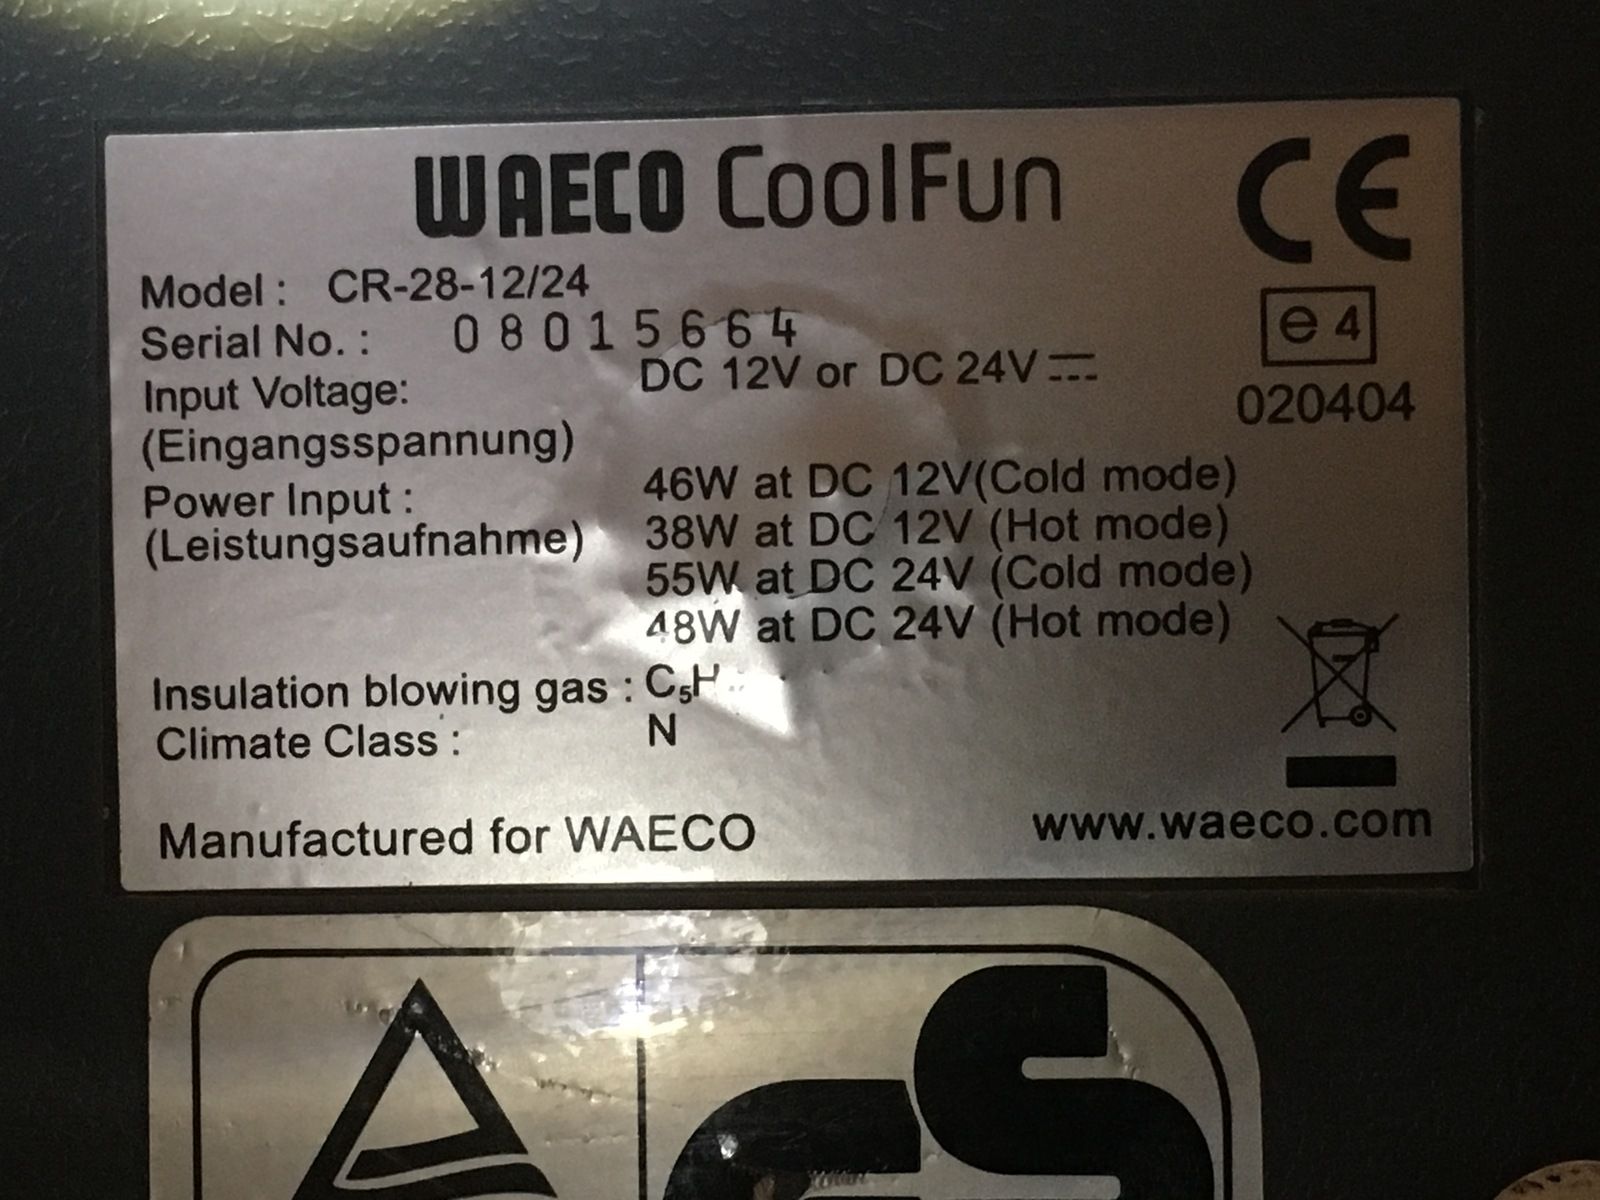 WAECO CoolFun
CE
Model : CR-28-12/24
e4
Serial No. : 08015664
Input Voltage: DC 12V or DC 24V
020404
(Eingangsspannung)
Power Input : 46W at DC 12V(Cold mode)
(Leistungsaufnahme) 38W at DC 12V (Hot mode)
55W at DC 24V (Cold mode)
48W at DC 24V (Hot mode)
Insulation blowing gas : C₅H
Climate Class : N
Manufactured for WAECO
www.waeco.com
GS